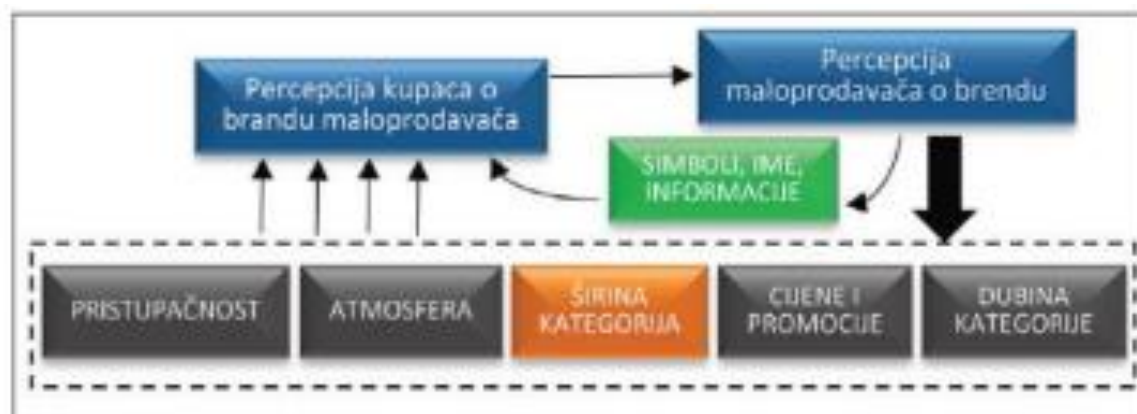 Percepcija kupaca o
brandu maloprodavača
Percepcija
maloprodavača o brendu
SIMBOLI, IME,
INFORMACIJE
PRISTUPAČNOST
ATMOSFERA
ŠIRINA
KATEGORIJA
CIJENE I
PROMOCIJE
DUBINA
KATEGORIJE